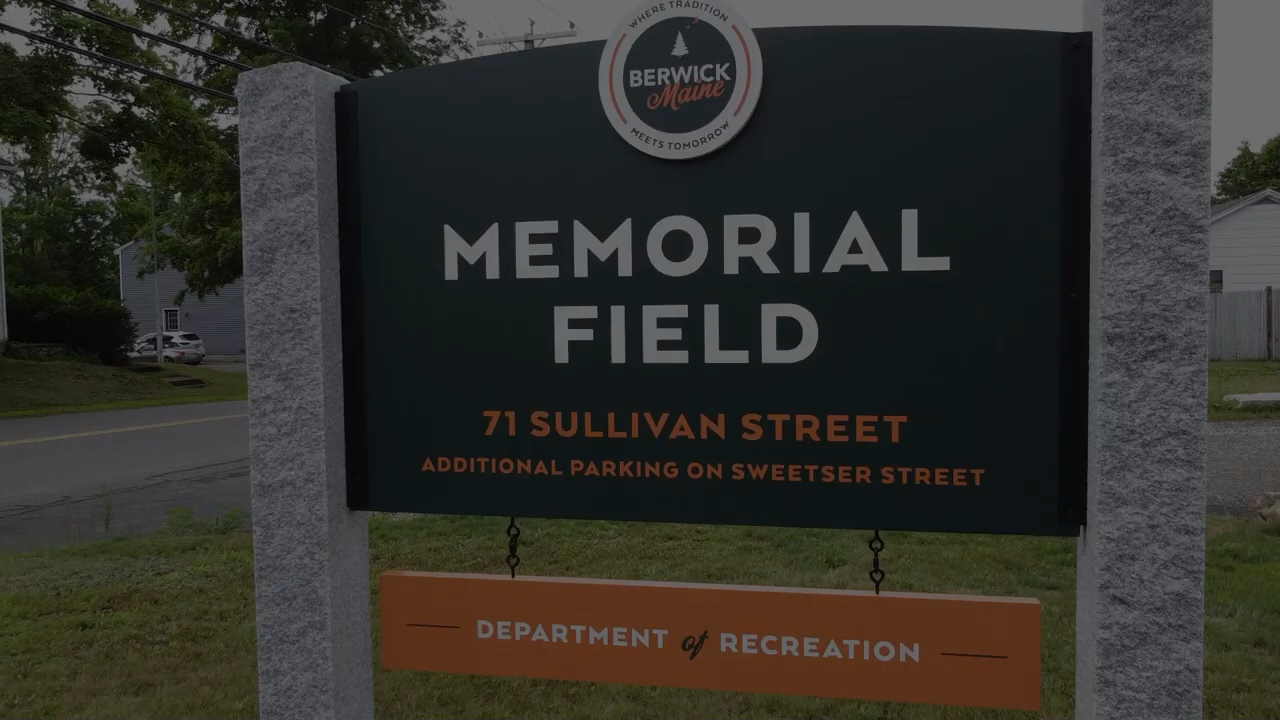 WHERE TRADITION
BERWICK
Maine
MEETS TOMORROW
MEMORIAL
FIELD
71 SULLIVAN STREET
ADDITIONAL PARKING ON SWEETSER STREET
DEPARTMENT of RECREATION